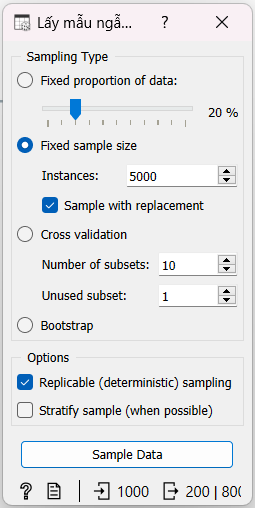 Lấy mẫu ngẫ... ?
Sampling Type
Fixed proportion of data:
20 %
Fixed sample size
Instances: 5000
Sample with replacement
Cross validation
Number of subsets: 10
Unused subset: 1
Bootstrap
Options
Replicable (deterministic) sampling
Stratify sample (when possible)
Sample Data
? 1000 200 | 800